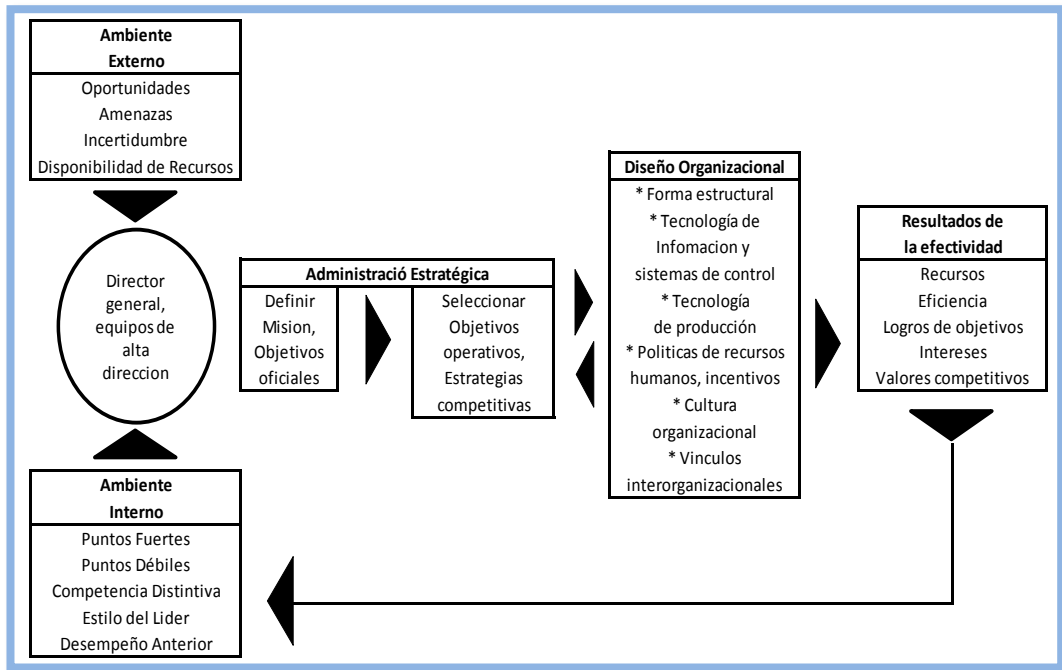 Ambiente
Externo
Oportunidades
Amenazas
Incertidumbre
Disponibilidad de Recursos
Director
general,
equipos de
alta
direccion
Ambiente
Interno
Puntos Fuertes
Puntos Débiles
Competencia Distintiva
Estilo del Lider
Desempeño Anterior
Administració Estratégica
Definir
Mision,
Objetivos
oficiales
Seleccionar
Objetivos
operativos,
Estrategias
competitivas
Diseño Organizacional
* Forma estructural
* Tecnología de
Infomacion y
sistemas de control
* Tecnología
de producción
* Politicas de recursos
humanos, incentivos
* Cultura
organizacional
* Vinculos
interorganizacionales
Resultados de
la efectividad
Recursos
Eficiencia
Logros de objetivos
Intereses
Valores competitivos